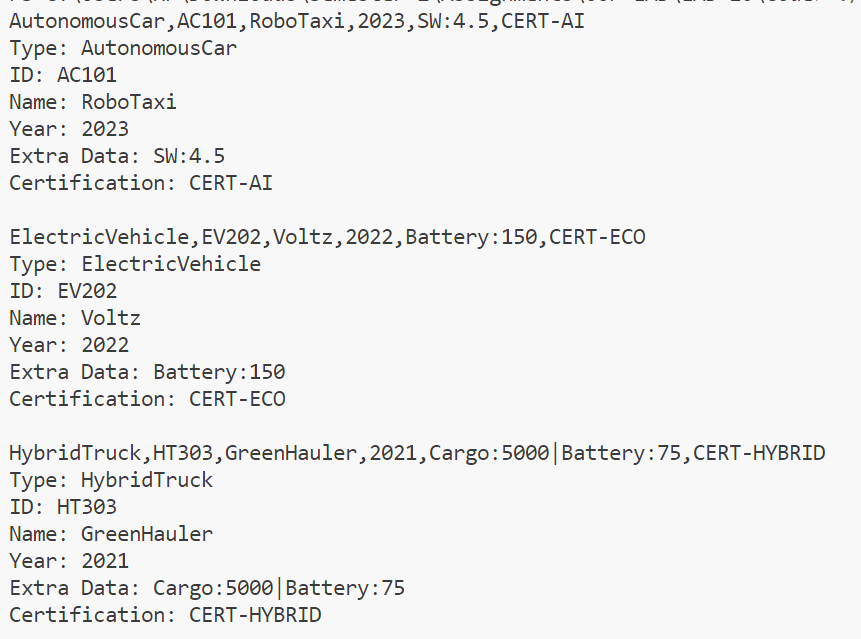 AutonomousCar,AC101,RoboTaxi,2023,SW:4.5,CERT-AI
Type: AutonomousCar
ID: AC101
Name: RoboTaxi
Year: 2023
Extra Data: SW:4.5
Certification: CERT-AI

ElectricVehicle,EV202,Voltz,2022,Battery:150,CERT-ECO
Type: ElectricVehicle
ID: EV202
Name: Voltz
Year: 2022
Extra Data: Battery:150
Certification: CERT-ECO

HybridTruck,HT303,GreenHauler,2021,Cargo:5000|Battery:75,CERT-HYBRID
Type: HybridTruck
ID: HT303
Name: GreenHauler
Year: 2021
Extra Data: Cargo:5000|Battery:75
Certification: CERT-HYBRID